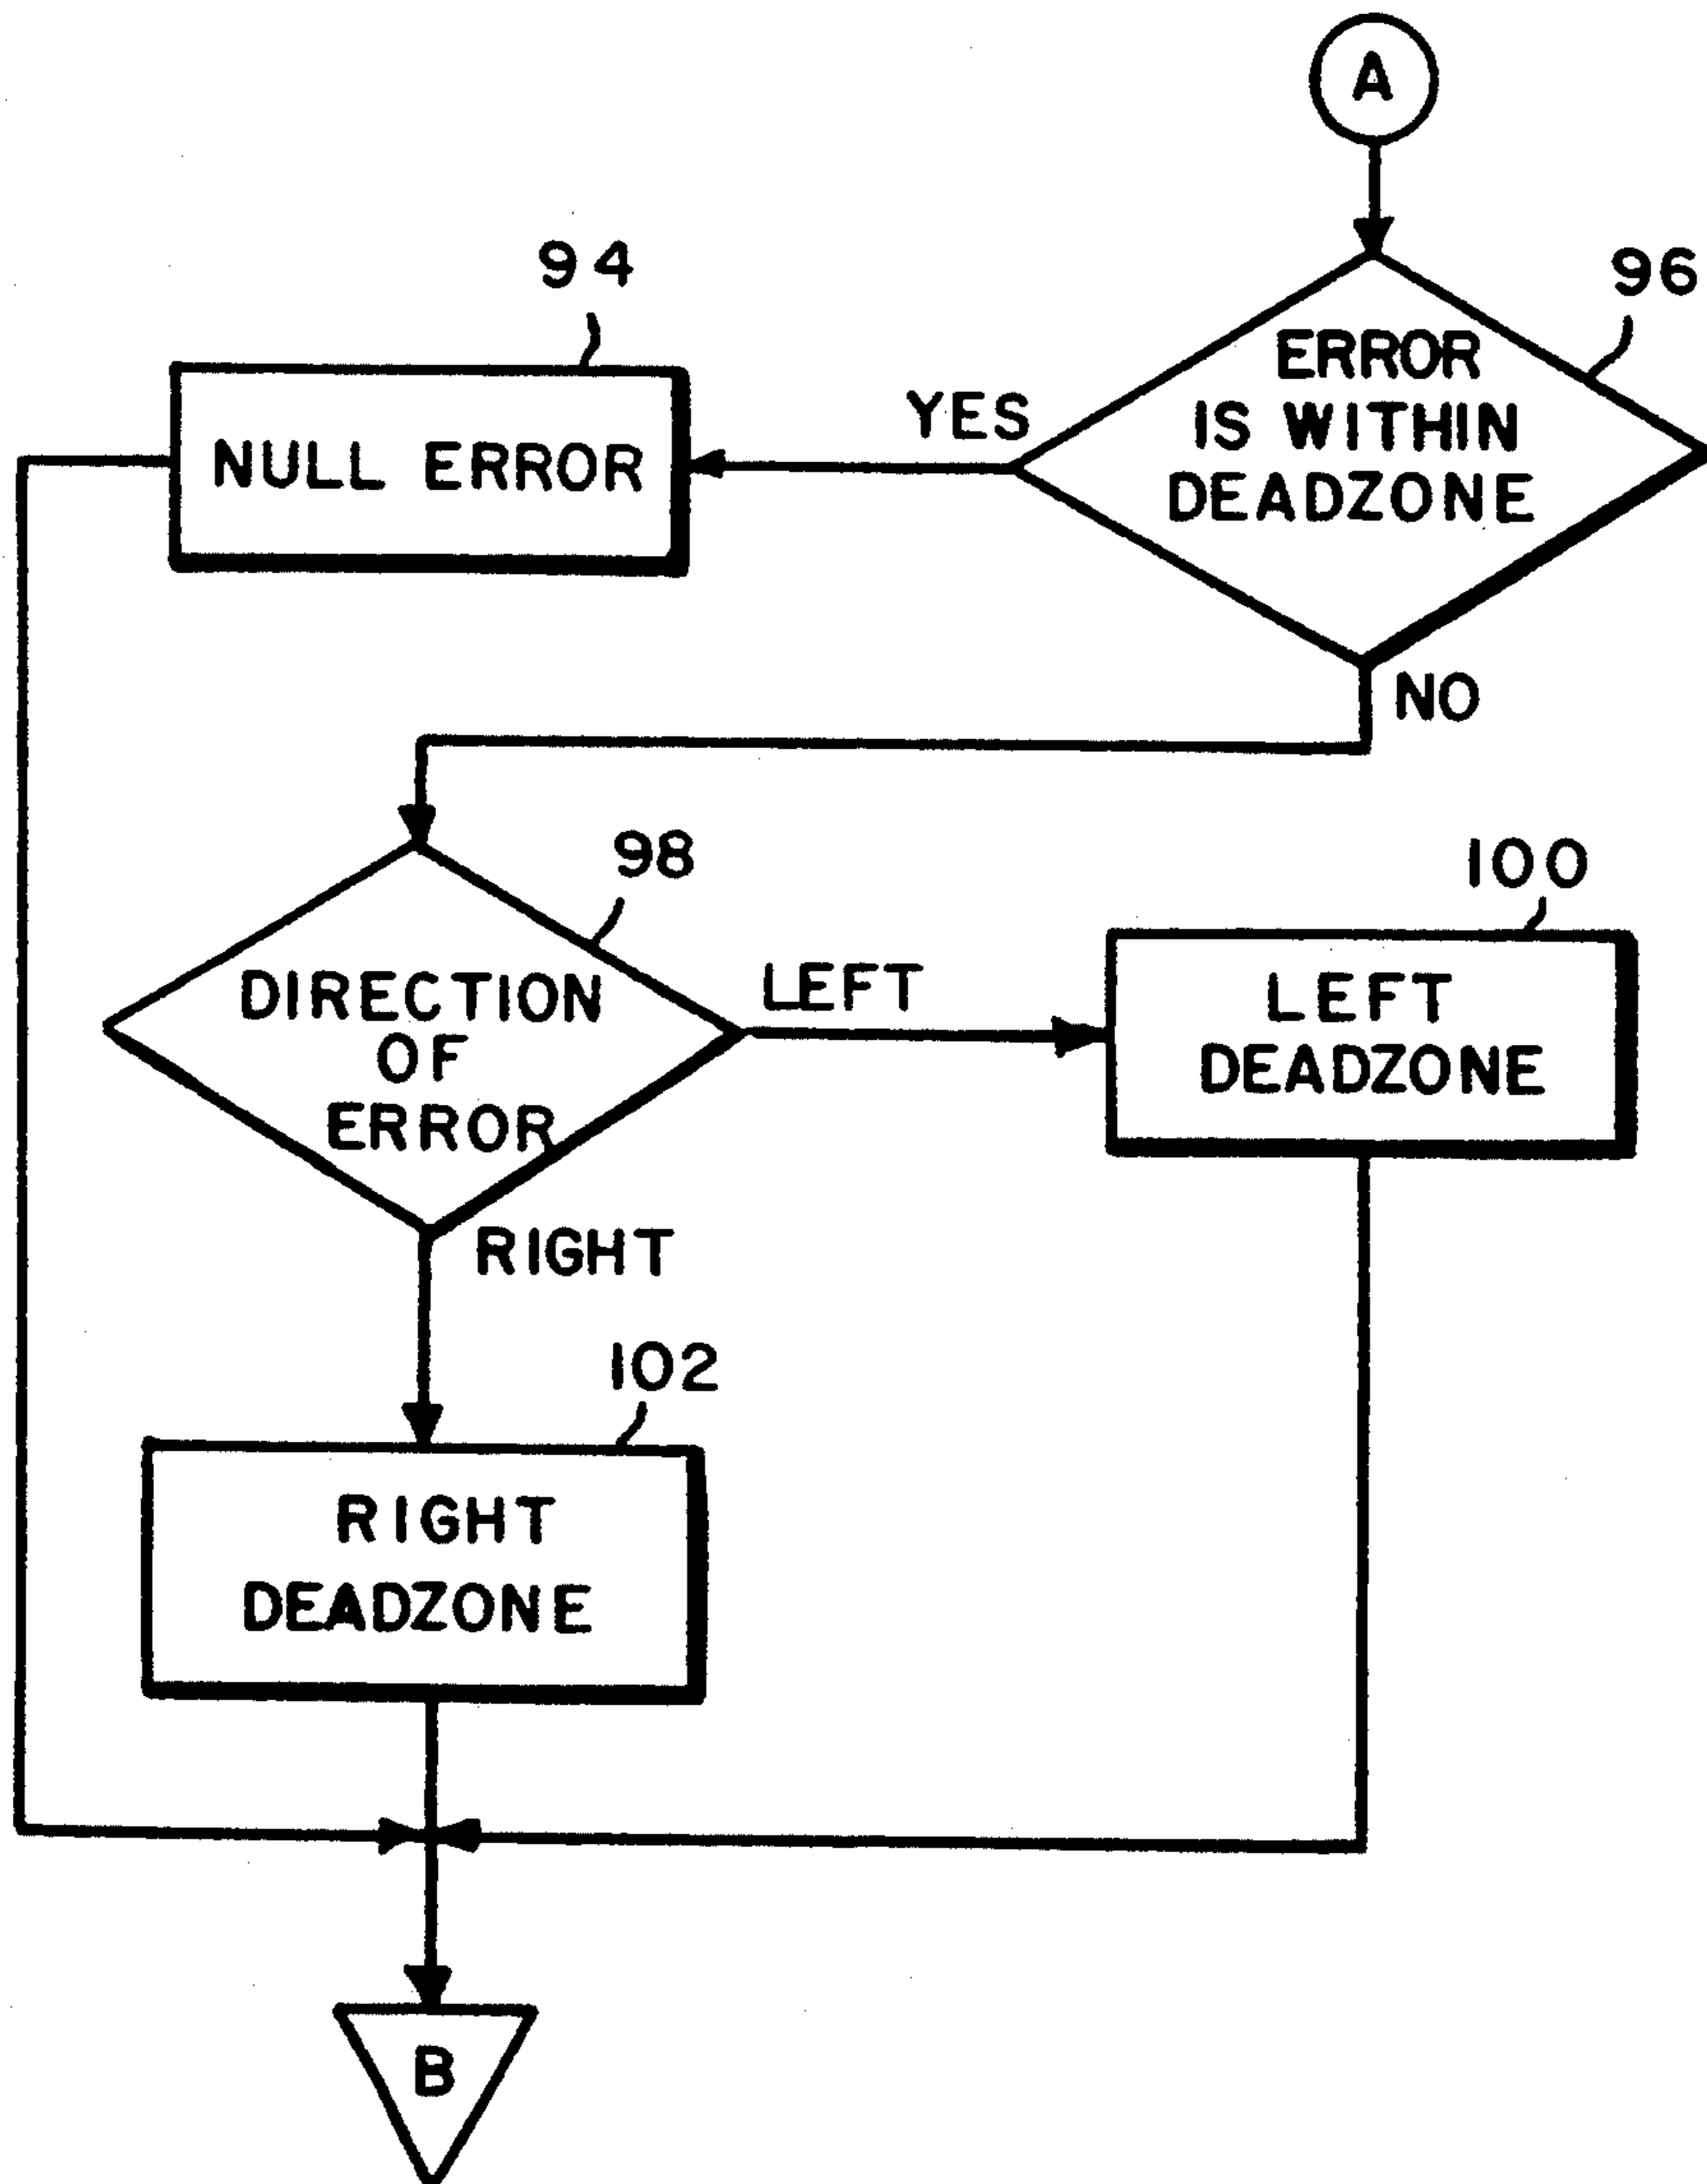 A
94
96
ERROR
IS WITHIN
DEADZONE
YES
NULL ERROR
NO
98
100
DIRECTION
OF
ERROR
LEFT
LEFT
DEADZONE
RIGHT
102
RIGHT
DEADZONE
B